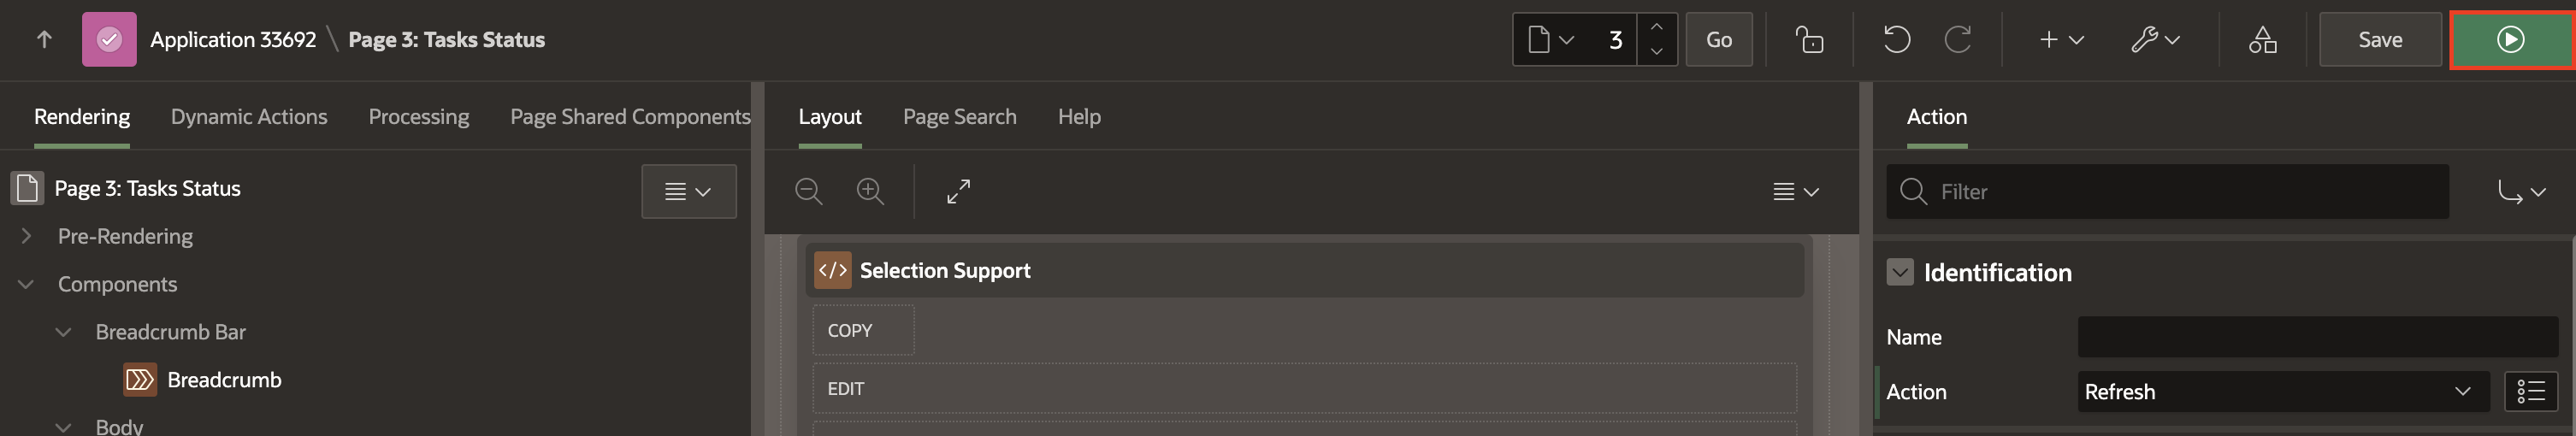 Application 33692 \ Page 3: Tasks Status
3
Go
Save
Rendering
Dynamic Actions
Processing
Page Shared Components
Layout
Page Search
Help
Action
Page 3: Tasks Status
Filter
Pre-Rendering
Components
Selection Support
Identification
COPY
Breadcrumb Bar
Name
Breadcrumb
EDIT
Action
Refresh
Body